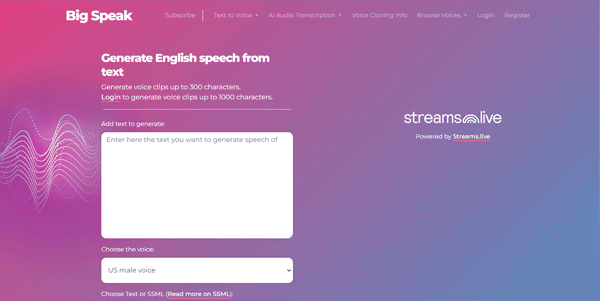 Big Speak
Subscribe
Text to Voice
AI Audio Transcription
Voice Cloning info
Browse Voices
Login
Register
Generate English speech from
text
Generate voice clips up to 300 characters.
Login to generate voice clips up to 1000 characters.
Add text to generate:
Enter here the text you want to generate speech of
Choose the voice:
US male voice
Choose Text or SSML (Read more on SSML):
streams.live
Powered by Streams.live